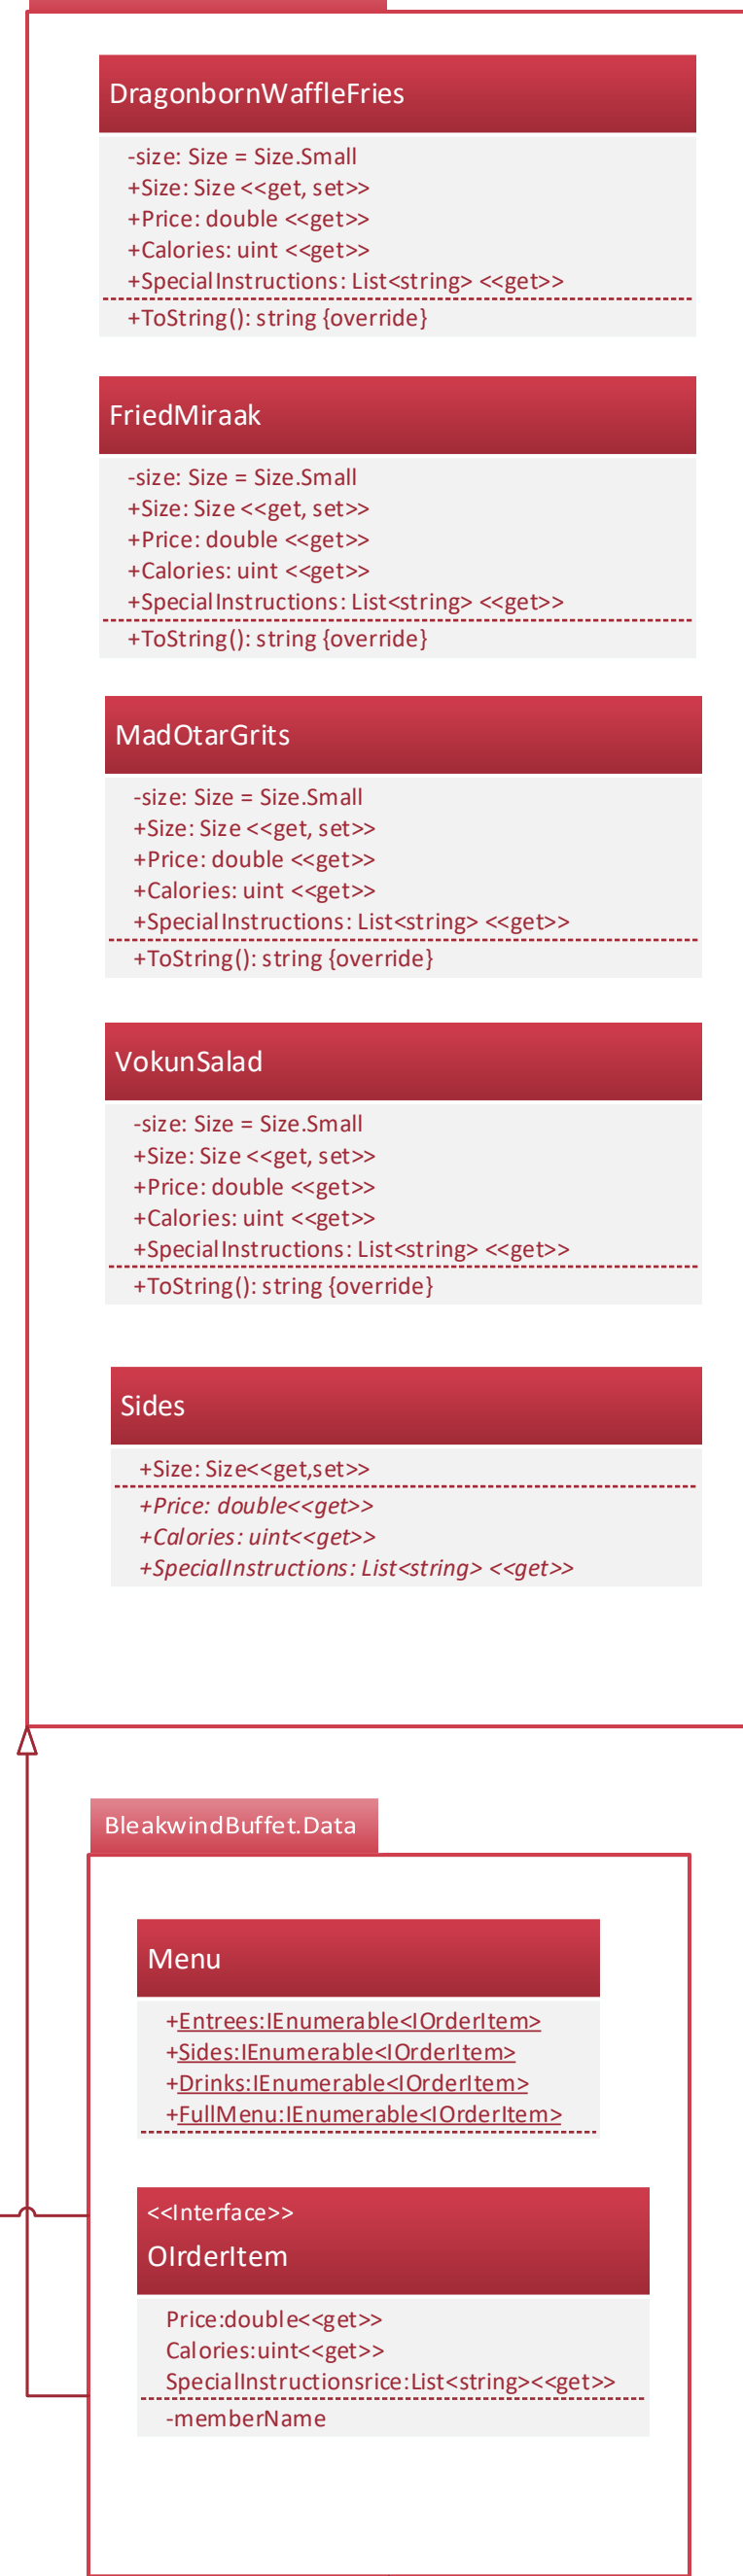 DragonbornWaffleFries
-size: Size = Size.Small
+Size: Size <<get, set>>
+Price: double <<get>>
+Calories: uint <<get>>
+SpecialInstructions: List<string> <<get>>
+ToString(): string {override}
FriedMiraak
-size: Size = Size.Small
+Size: Size <<get, set>>
+Price: double <<get>>
+Calories: uint <<get>>
+SpecialInstructions: List<string> <<get>>
+ToString(): string {override}
MadOtarGrits
-size: Size = Size.Small
+Size: Size <<get, set>>
+Price: double <<get>>
+Calories: uint <<get>>
+SpecialInstructions: List<string> <<get>>
+ToString(): string {override}
VokunSalad
-size: Size = Size.Small
+Size: Size <<get, set>>
+Price: double <<get>>
+Calories: uint <<get>>
+SpecialInstructions: List<string> <<get>>
+ToString(): string {override}
Sides
+Size: Size<<get,set>>
+Price: double<<get>>
+Calories: uint<<get>>
+SpecialInstructions: List<string> <<get>>
BleakwindBuffet.Data
Menu
+Entrees:IEnumerable<IOrderItem>
+Sides:IEnumerable<IOrderItem>
+Drinks:IEnumerable<IOrderItem>
+FullMenu:IEnumerable<IOrderItem>
<<Interface>>
OIrderItem
Price:double<<get>>
Calories:uint<<get>>
SpecialInstructionsrice:List<string><<get>>
-memberName